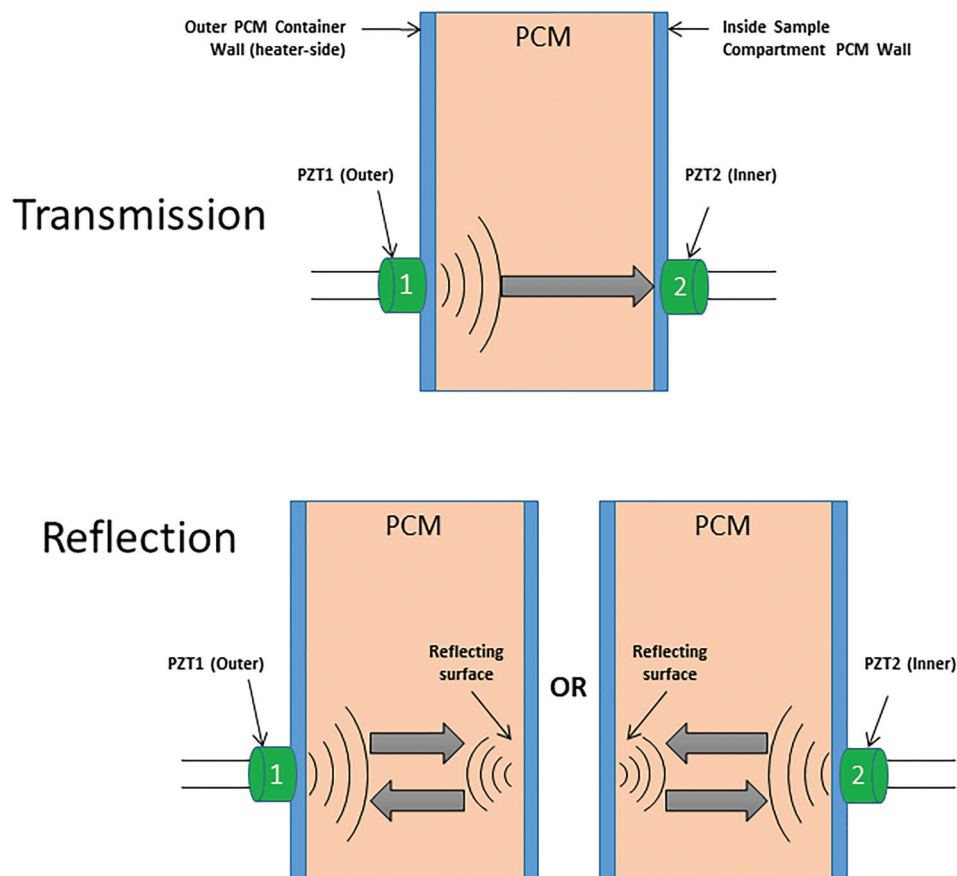 Outer PCM Container
Wall (heater-side)
PCM
Inside Sample
Compartment PCM Wall
PZT1 (Outer)
PZT2 (Inner)
Transmission
1
2
Reflection
PCM
PCM
PZT1 (Outer)
Reflecting
surface
OR
Reflecting
surface
PZT2 (Inner)
1
2